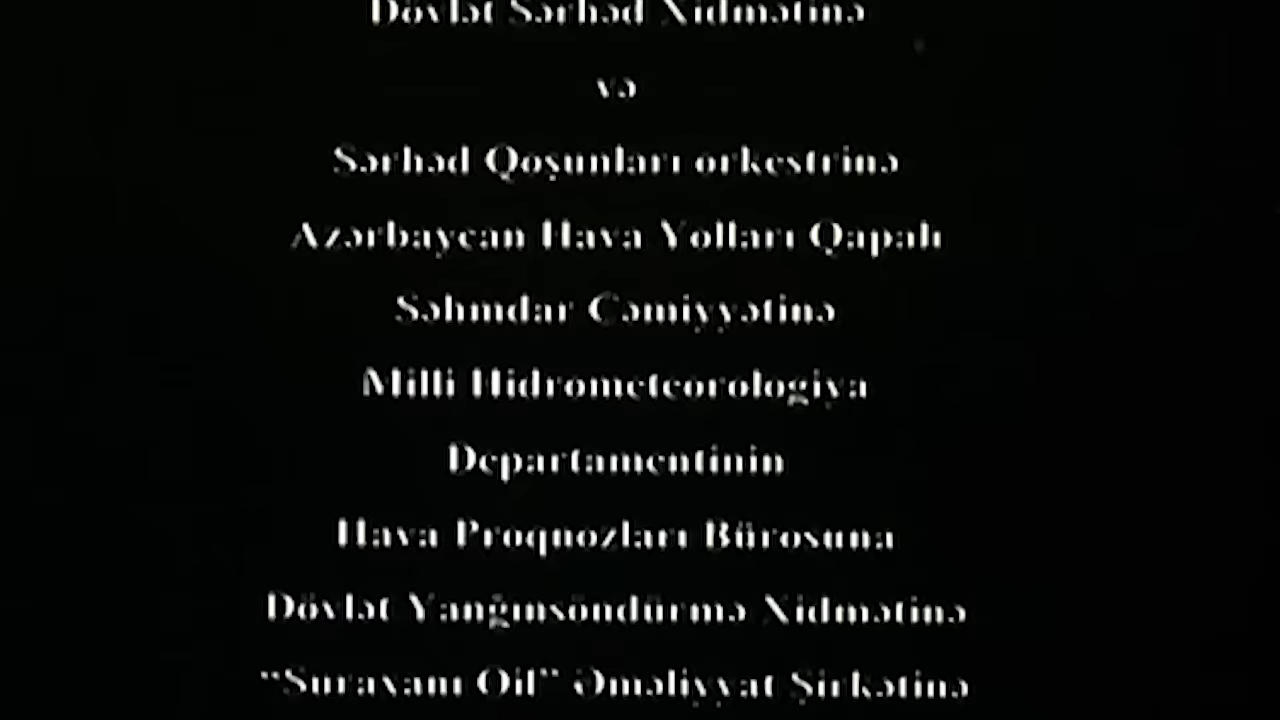 Dövlət Sərhəd Xidmətinə
və
Sərhəd Qoşunları orkestrinə
Azərbaycan Hava Yolları Qapalı
Səhmdar Cəmiyyətinə
Milli Hidrometeorologiya
Departamentinin
Hava Proqnozları Bürosuna
Dövlət Yanğınsöndürmə Xidmətinə
“Suraxanı Oil” Əməliyyat Şirkətinə